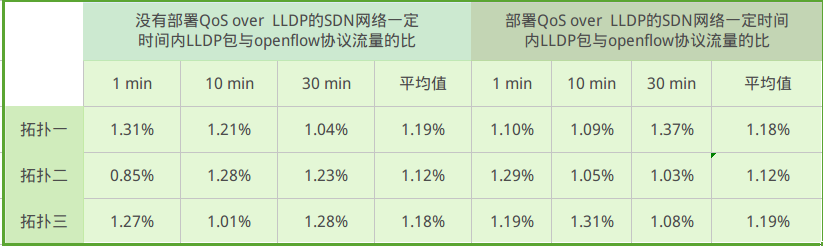 没有部署QoS over LLDP的SDN网络一定
时间内LLDP包与openflow协议流量的比
部署QoS over LLDP的SDN网络一定时间
内LLDP包与openflow协议流量的比
1 min 10 min 30 min 平均值 1 min 10 min 30 min 平均值
拓扑一 1.31% 1.21% 1.04% 1.19% 1.10% 1.09% 1.37% 1.18%
拓扑二 0.85% 1.28% 1.23% 1.12% 1.29% 1.05% 1.03% 1.12%
拓扑三 1.27% 1.01% 1.28% 1.18% 1.19% 1.31% 1.08% 1.19%